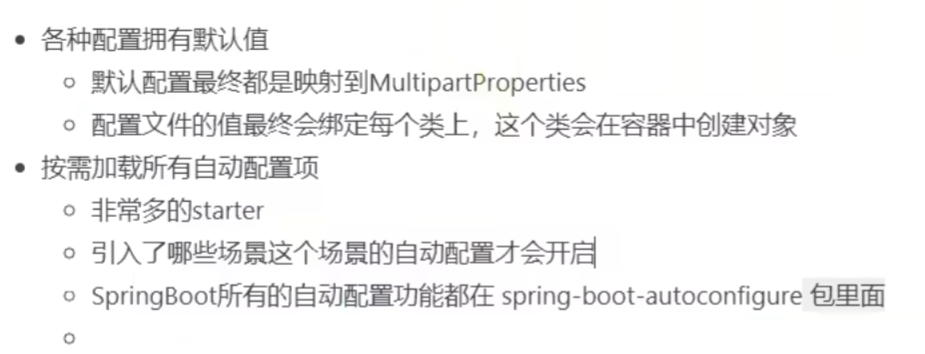 各种配置拥有默认值
默认配置最终都是映射到MultipartProperties
配置文件的值最终会绑定每个类上，这个类会在容器中创建对象
按需加载所有自动配置项
非常多的starter
引入了哪些场景这个场景的自动配置才会开启
SpringBoot所有的自动配置功能都在 spring-boot-autoconfigure 包里面